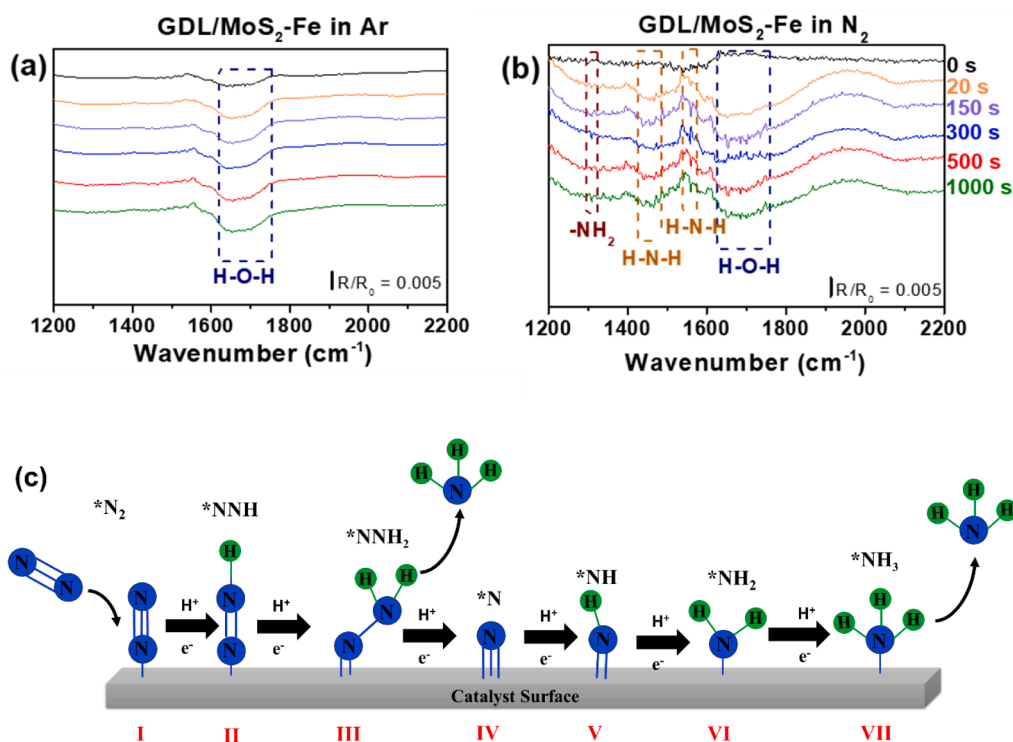 GDL/MoS2-Fe in Ar
(a)
H-O-H
R/R0 = 0.005
1200 1400 1600 1800 2000 2200
Wavenumber (cm-1)
GDL/MoS2-Fe in N2
(b)
0 s
20 s
150 s
300 s
500 s
1000 s
-NH2
H-N-H
H-N-H
H-O-H
R/R0 = 0.005
1200 1400 1600 1800 2000 2200
Wavenumber (cm-1)
(c)
*N2 *NNH *NNH2 *N *NH *NH2 *NH3
N N
N N
H N N
H H N N
H H H N
N
H N
H H N
H H H N
H H H N
H+ H+ H+ H+ H+ H+
e- e- e- e- e- e-
Catalyst Surface
I II III IV V VI VII